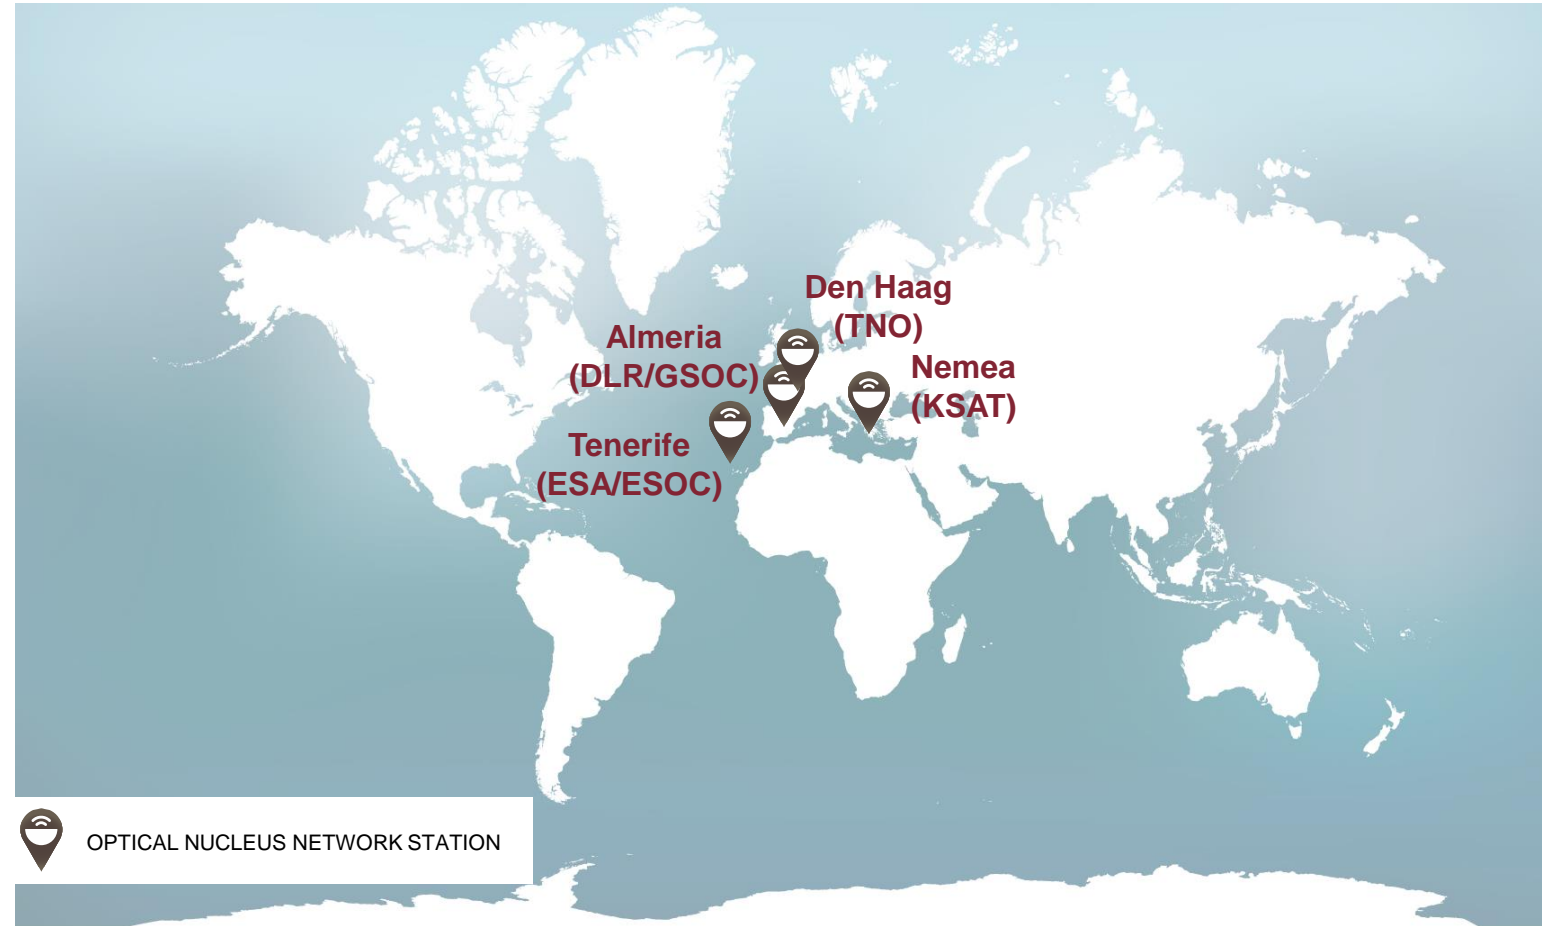 Den Haag
(TNO)
Almeria
(DLR/GSOC)
Nemea
(KSAT)
Tenerife
(ESA/ESOC)
OPTICAL NUCLEUS NETWORK STATION